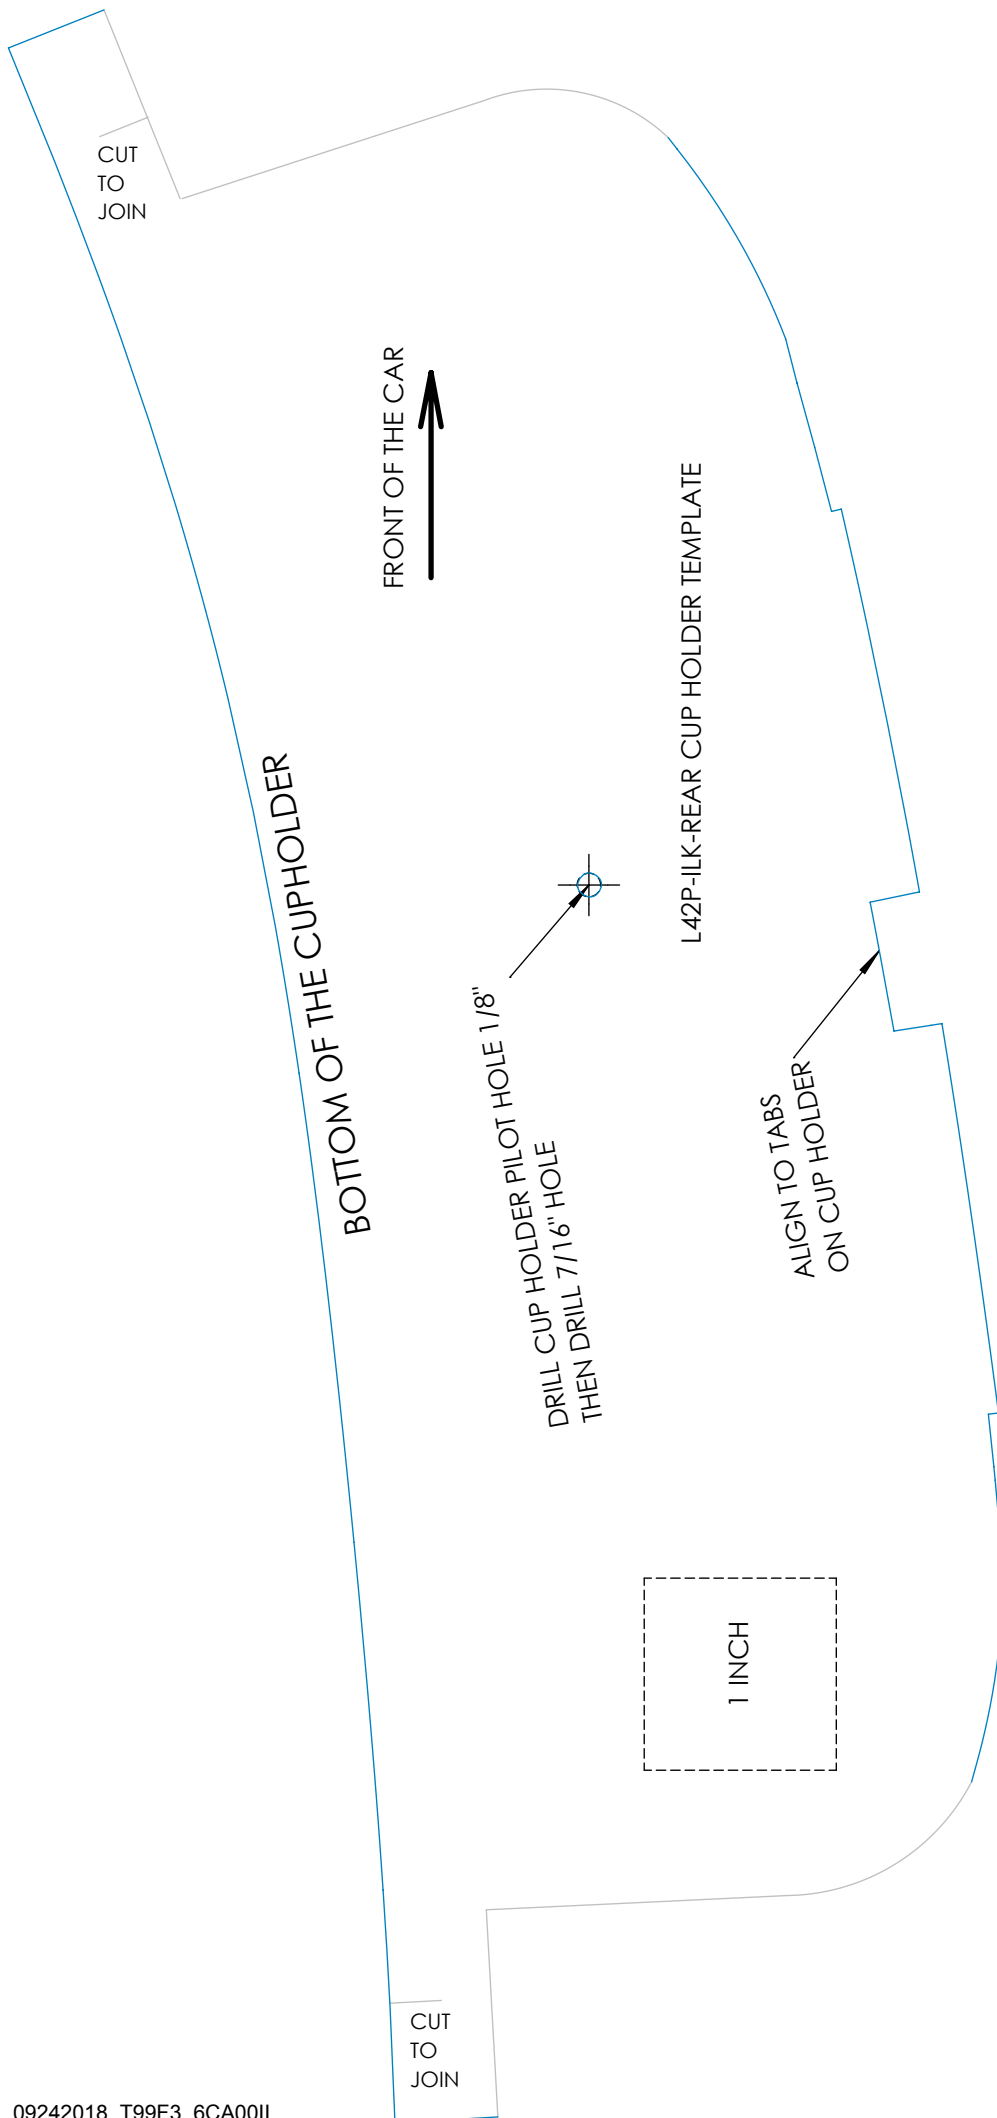 CUT
TO
JOIN
FRONT OF THE CAR
L42P-ILK-REAR CUP HOLDER TEMPLATE
BOTTOM OF THE CUPHOLDER
DRILL CUP HOLDER PILOT HOLE 1/8"
THEN DRILL 7/16" HOLE
ALIGN TO TABS
ON CUP HOLDER
1 INCH
CUT
TO
JOIN